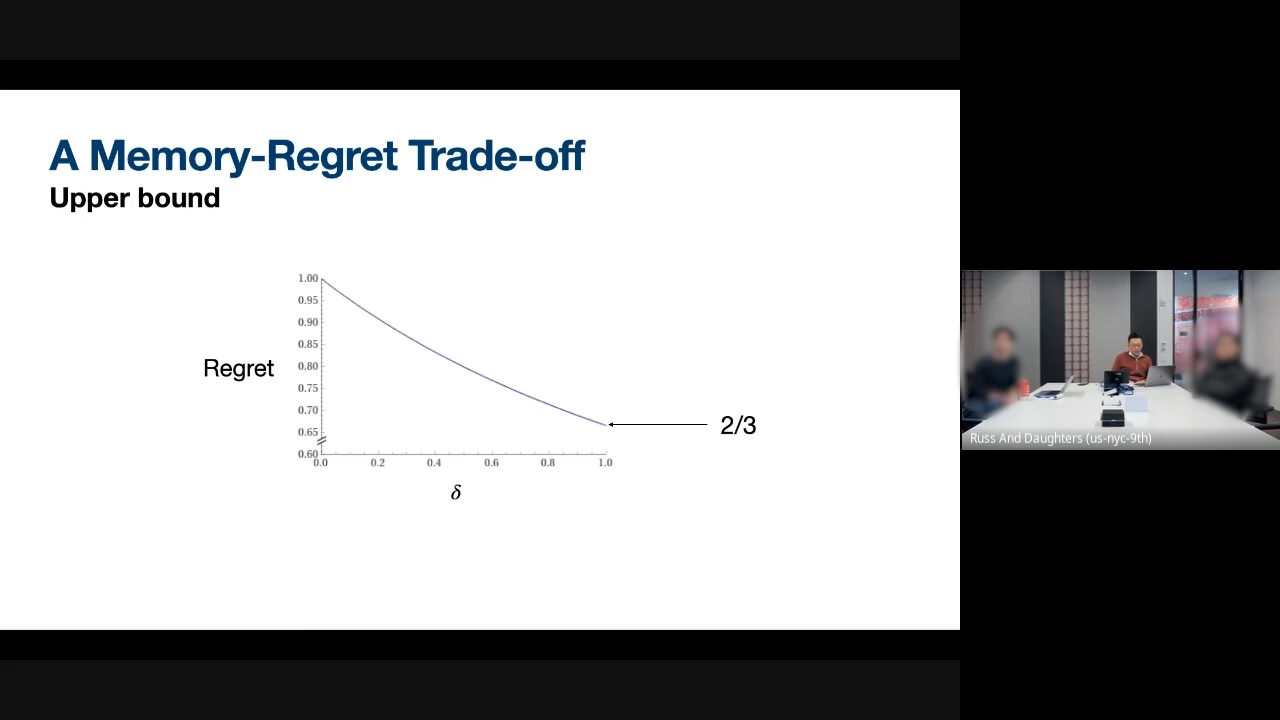 A Memory-Regret Trade-off
Upper bound
1.00
0.95
0.90
0.85
0.80
0.75
0.70
0.65
0.60
Regret
2/3
0.0 0.2 0.4 0.6 0.8 1.0
δ
Russ And Daughters (us-nyc-9th)